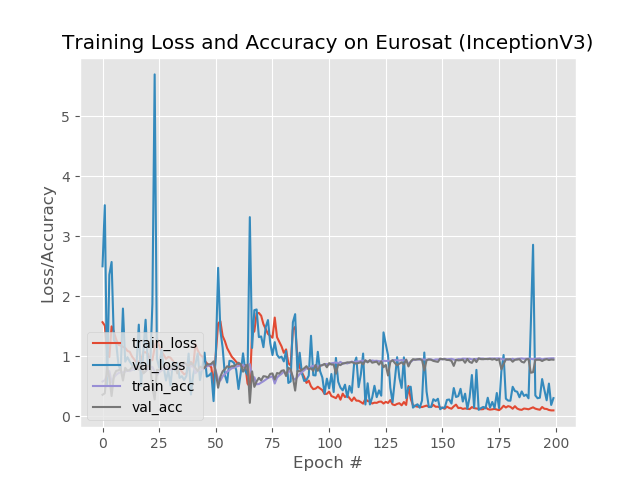 Training Loss and Accuracy on Eurosat (InceptionV3)
Loss/Accuracy
5
4
3
2
1
0
train_loss
val_loss
train_acc
val_acc
0 25 50 75 100 125 150 175 200
Epoch #